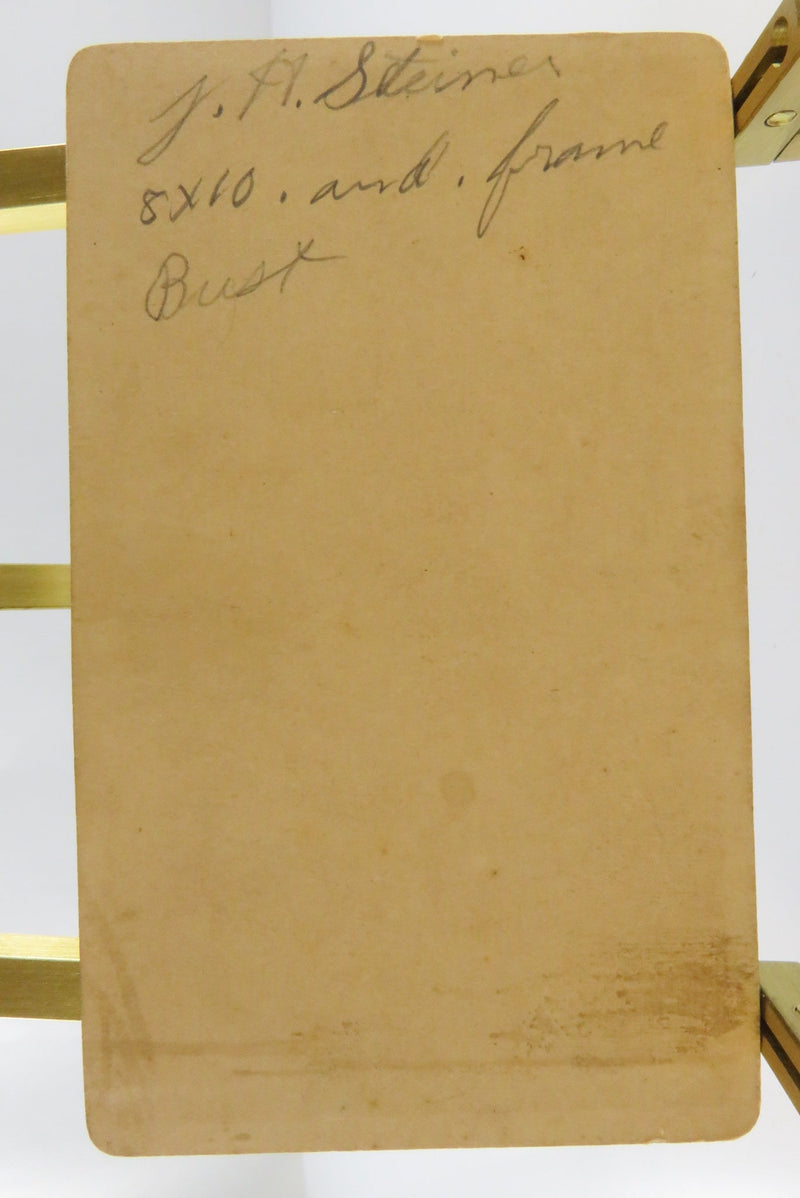 J. H. Steiner
8x10 . and . frame
Bust